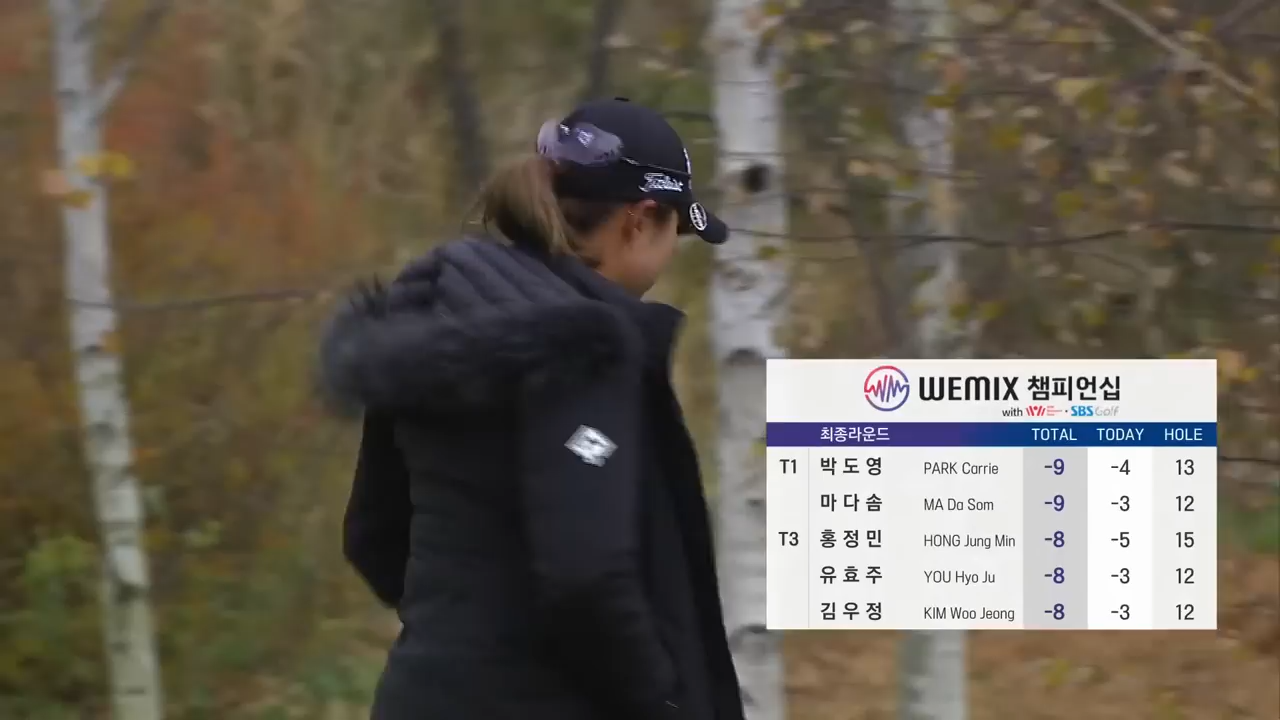 Titleist
WEMIX 챔피언십
with · SBS Golf
최종라운드 TOTAL TODAY HOLE
T1 박도영 PARK Carrie -9 -4 13
마다솜 MA Da Som -9 -3 12
T3 홍정민 HONG Jung Min -8 -5 15
유효주 YOU Hyo Ju -8 -3 12
김우정 KIM Woo Jeong -8 -3 12